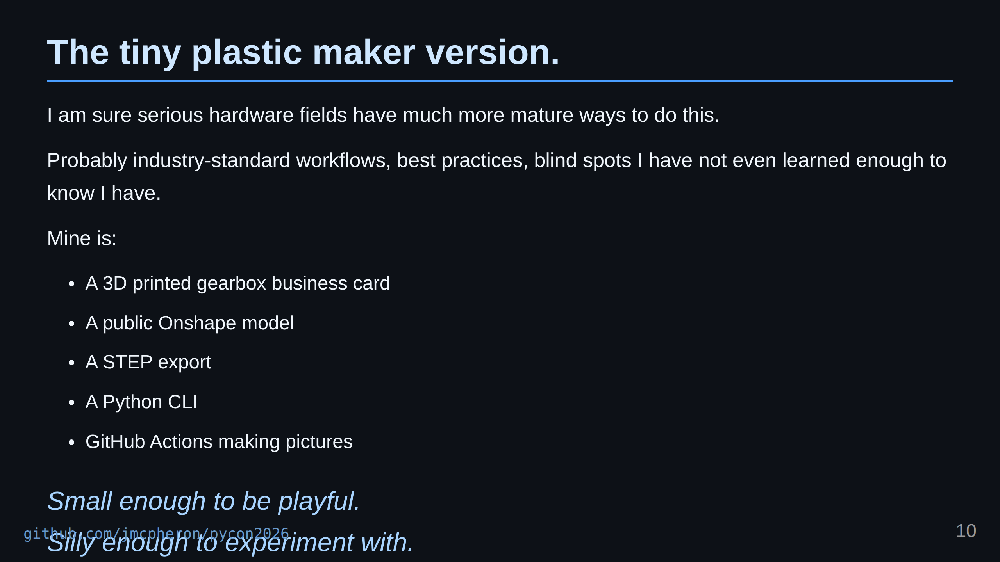 The tiny plastic maker version.
I am sure serious hardware fields have much more mature ways to do this.
Probably industry-standard workflows, best practices, blind spots I have not even learned enough to
know I have.
Mine is:
• A 3D printed gearbox business card
• A public Onshape model
• A STEP export
• A Python CLI
• GitHub Actions making pictures
Small enough to be playful.
Silly enough to experiment with.
github.com/jmcpheron/pycon2026
10